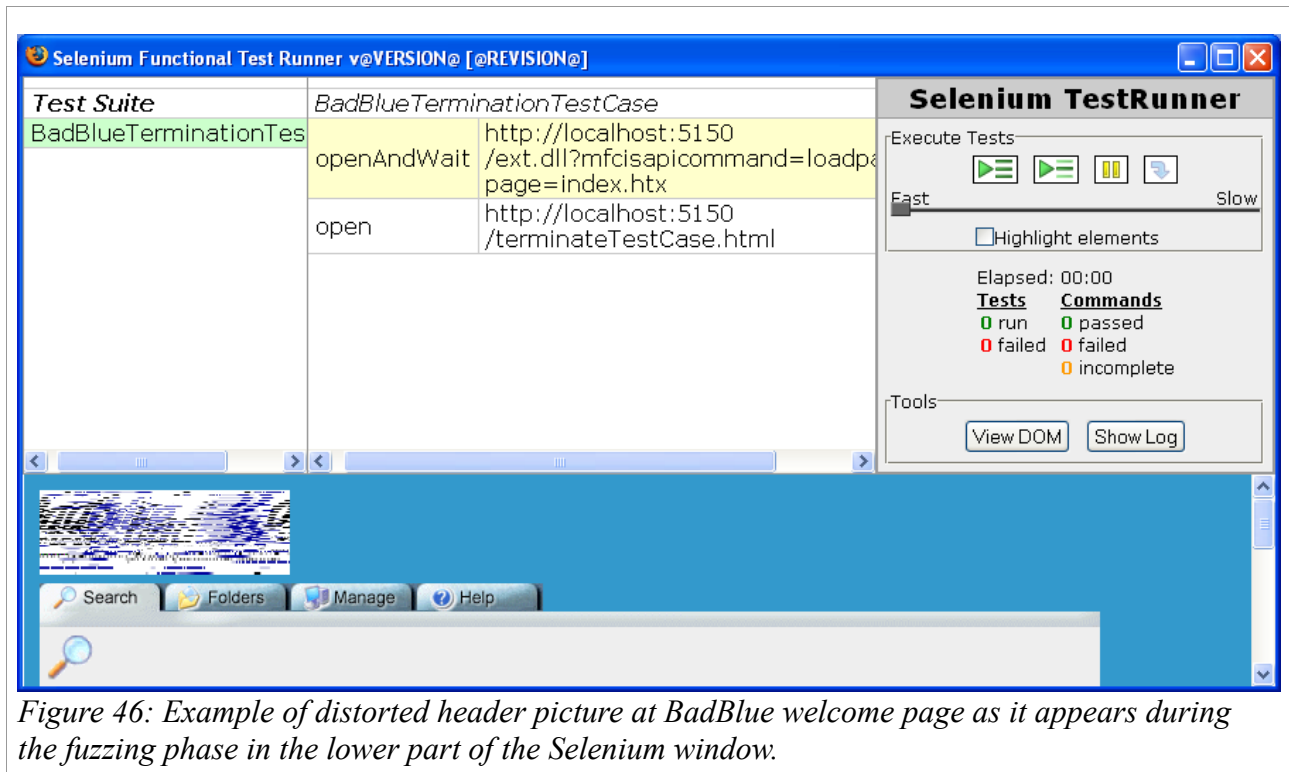 Selenium Functional Test Runner v@VERSION@ [@REVISION@]
Test Suite
BadBlueTerminationTes
BadBlueTerminationTestCase
openAndWait
http://localhost:5150
/ext.dll?mfcisapicommand=loadpa
page=index.htx
open
http://localhost:5150
/terminateTestCase.html
Selenium TestRunner
Execute Tests
Fast Slow
Highlight elements
Elapsed: 00:00
Tests Commands
0 run 0 passed
0 failed 0 failed
0 incomplete
Tools
View DOM Show Log
Search Folders Manage Help
Figure 46: Example of distorted header picture at BadBlue welcome page as it appears during
the fuzzing phase in the lower part of the Selenium window.